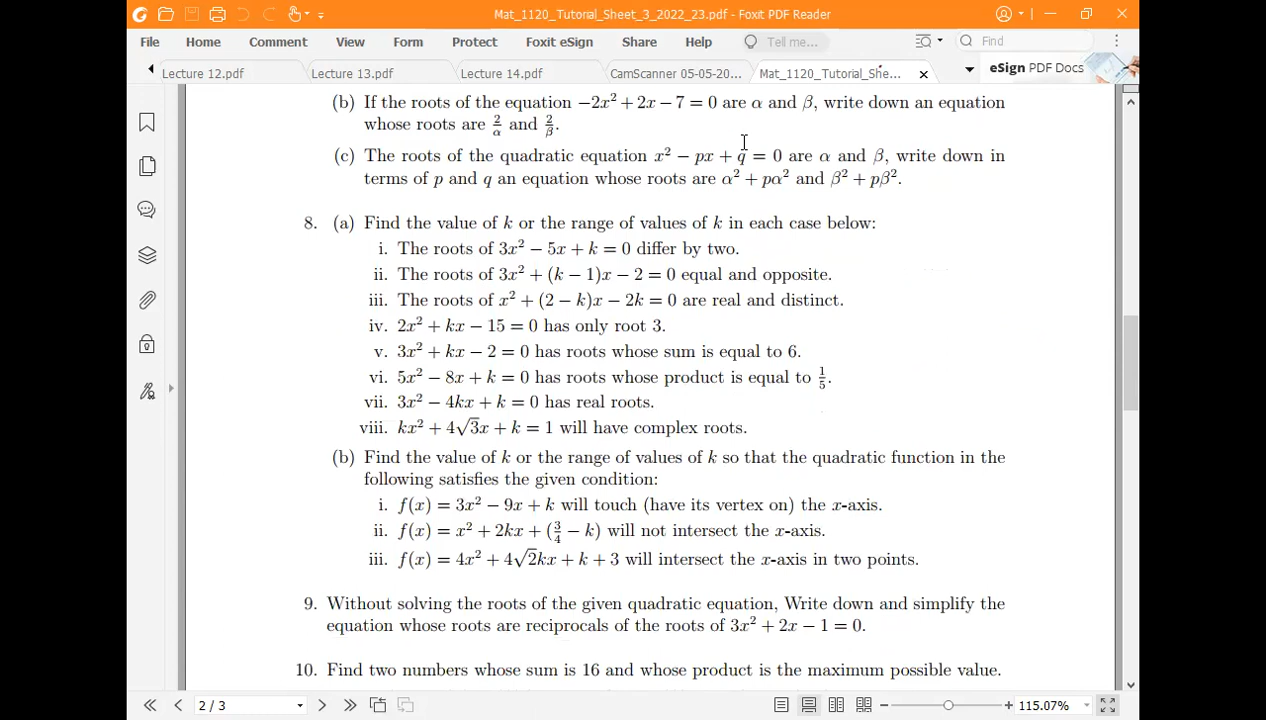 Mat_1120_Tutorial_Sheet_3_2022_23.pdf - Foxit PDF Reader
File Home Comment View Form Protect Foxit eSign Share Help Tell me... Find
Lecture 12.pdf Lecture 13.pdf Lecture 14.pdf CamScanner 05-05-20... Mat_1120_Tutorial_She... eSign PDF Docs
(b) If the roots of the equation −2x² + 2x − 7 = 0 are α and β, write down an equation
whose roots are 2/α and 2/β.
(c) The roots of the quadratic equation x² − px + q = 0 are α and β, write down in
terms of p and q an equation whose roots are α² + pα² and β² + pβ².
8. (a) Find the value of k or the range of values of k in each case below:
i. The roots of 3x² − 5x + k = 0 differ by two.
ii. The roots of 3x² + (k − 1)x − 2 = 0 equal and opposite.
iii. The roots of x² + (2 − k)x − 2k = 0 are real and distinct.
iv. 2x² + kx − 15 = 0 has only root 3.
v. 3x² + kx − 2 = 0 has roots whose sum is equal to 6.
vi. 5x² − 8x + k = 0 has roots whose product is equal to 1/5.
vii. 3x² − 4kx + k = 0 has real roots.
viii. kx² + 4√3x + k = 1 will have complex roots.
(b) Find the value of k or the range of values of k so that the quadratic function in the
following satisfies the given condition:
i. f(x) = 3x² − 9x + k will touch (have its vertex on) the x-axis.
ii. f(x) = x² + 2kx + (3/4 − k) will not intersect the x-axis.
iii. f(x) = 4x² + 4√2kx + k + 3 will intersect the x-axis in two points.
9. Without solving the roots of the given quadratic equation, Write down and simplify the
equation whose roots are reciprocals of the roots of 3x² + 2x − 1 = 0.
10. Find two numbers whose sum is 16 and whose product is the maximum possible value.
2 / 3 115.07%